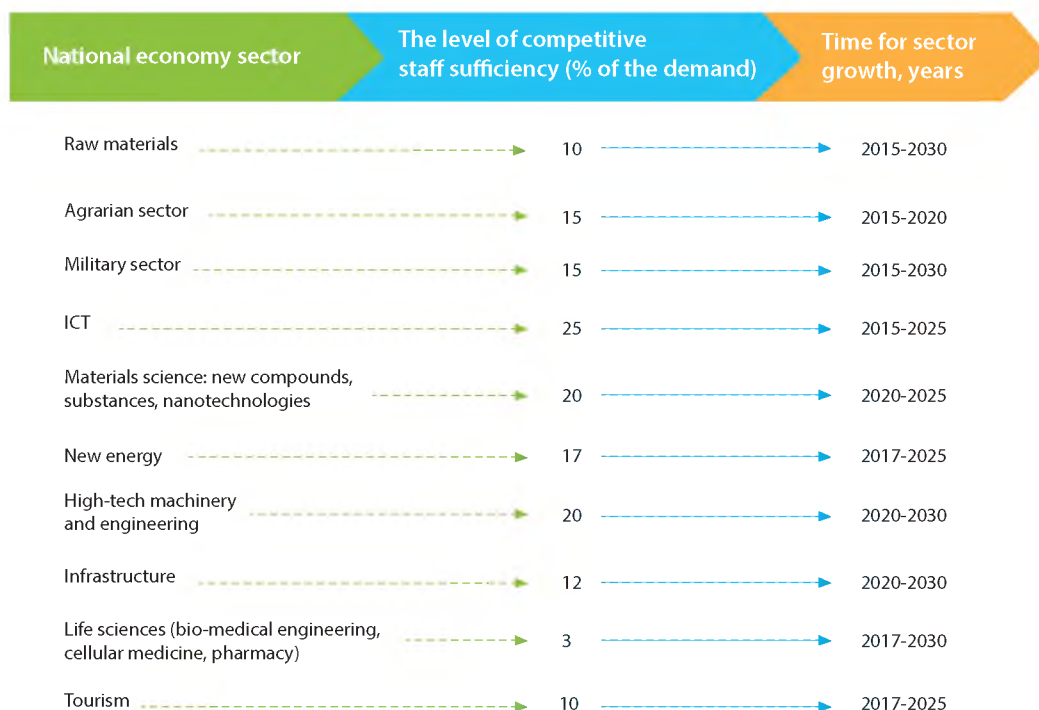 National economy sector
The level of competitive
staff sufficiency (% of the demand)
Time for sector
growth, years
Raw materials 10 2015-2030
Agrarian sector 15 2015-2020
Military sector 15 2015-2030
ICT 25 2015-2025
Materials science: new compounds,
substances, nanotechnologies 20 2020-2025
New energy 17 2017-2025
High-tech machinery
and engineering 20 2020-2030
Infrastructure 12 2020-2030
Life sciences (bio-medical engineering,
cellular medicine, pharmacy) 3 2017-2030
Tourism 10 2017-2025